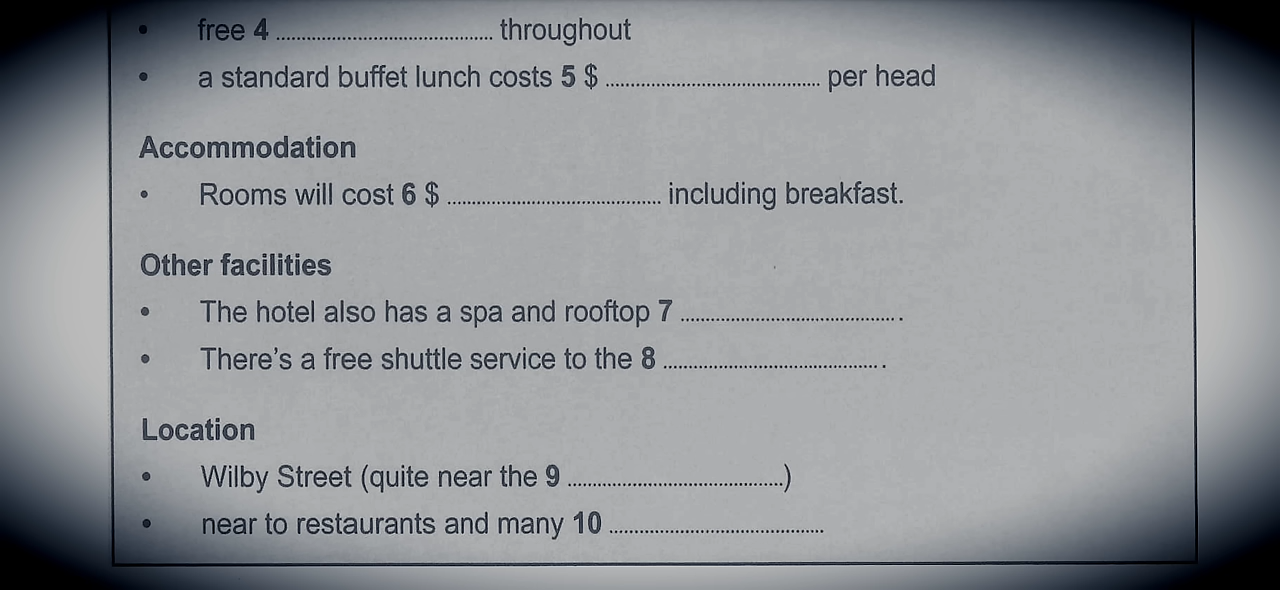 • free 4 ........................................ throughout
• a standard buffet lunch costs 5 $ ........................................ per head
Accommodation
• Rooms will cost 6 $ ........................................ including breakfast.
Other facilities
• The hotel also has a spa and rooftop 7 ........................................ .
• There's a free shuttle service to the 8 ........................................ .
Location
• Wilby Street (quite near the 9 ........................................)
• near to restaurants and many 10 ........................................